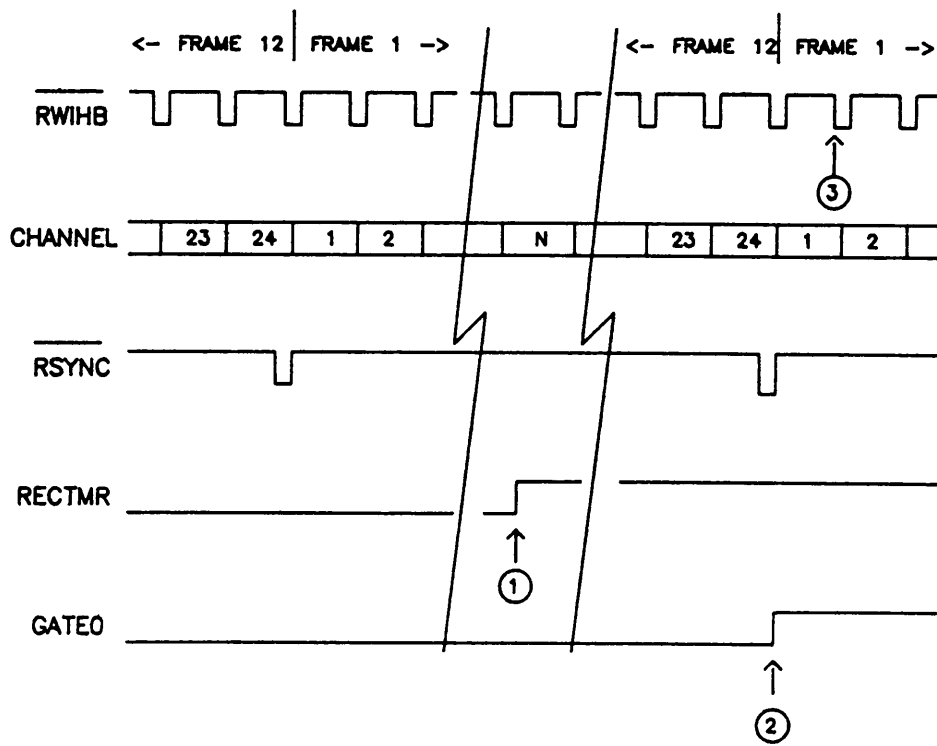 <- FRAME 12 FRAME 1 -> <- FRAME 12 FRAME 1 ->
RWIHB
3
CHANNEL 23 24 1 2 N 23 24 1 2
RSYNC
RECTMR
1
GATE0
2